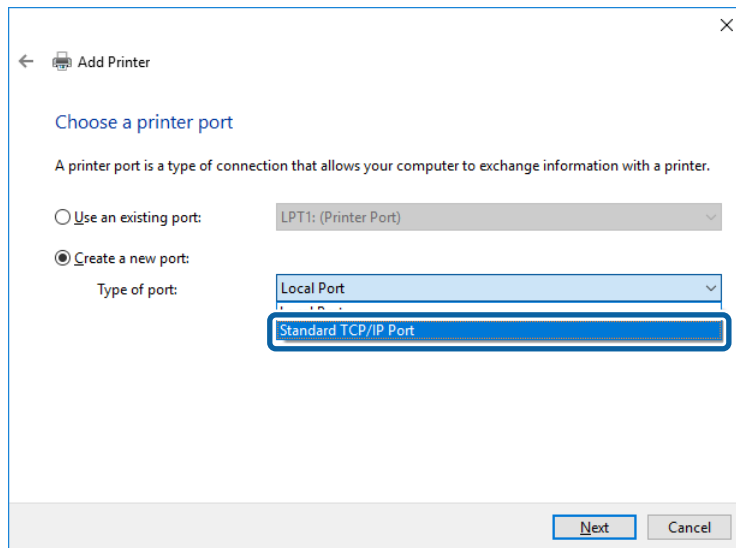 Add Printer
Choose a printer port
A printer port is a type of connection that allows your computer to exchange information with a printer.
Use an existing port:
LPT1: (Printer Port)
Create a new port:
Type of port:
Local Port
Standard TCP/IP Port
Next
Cancel